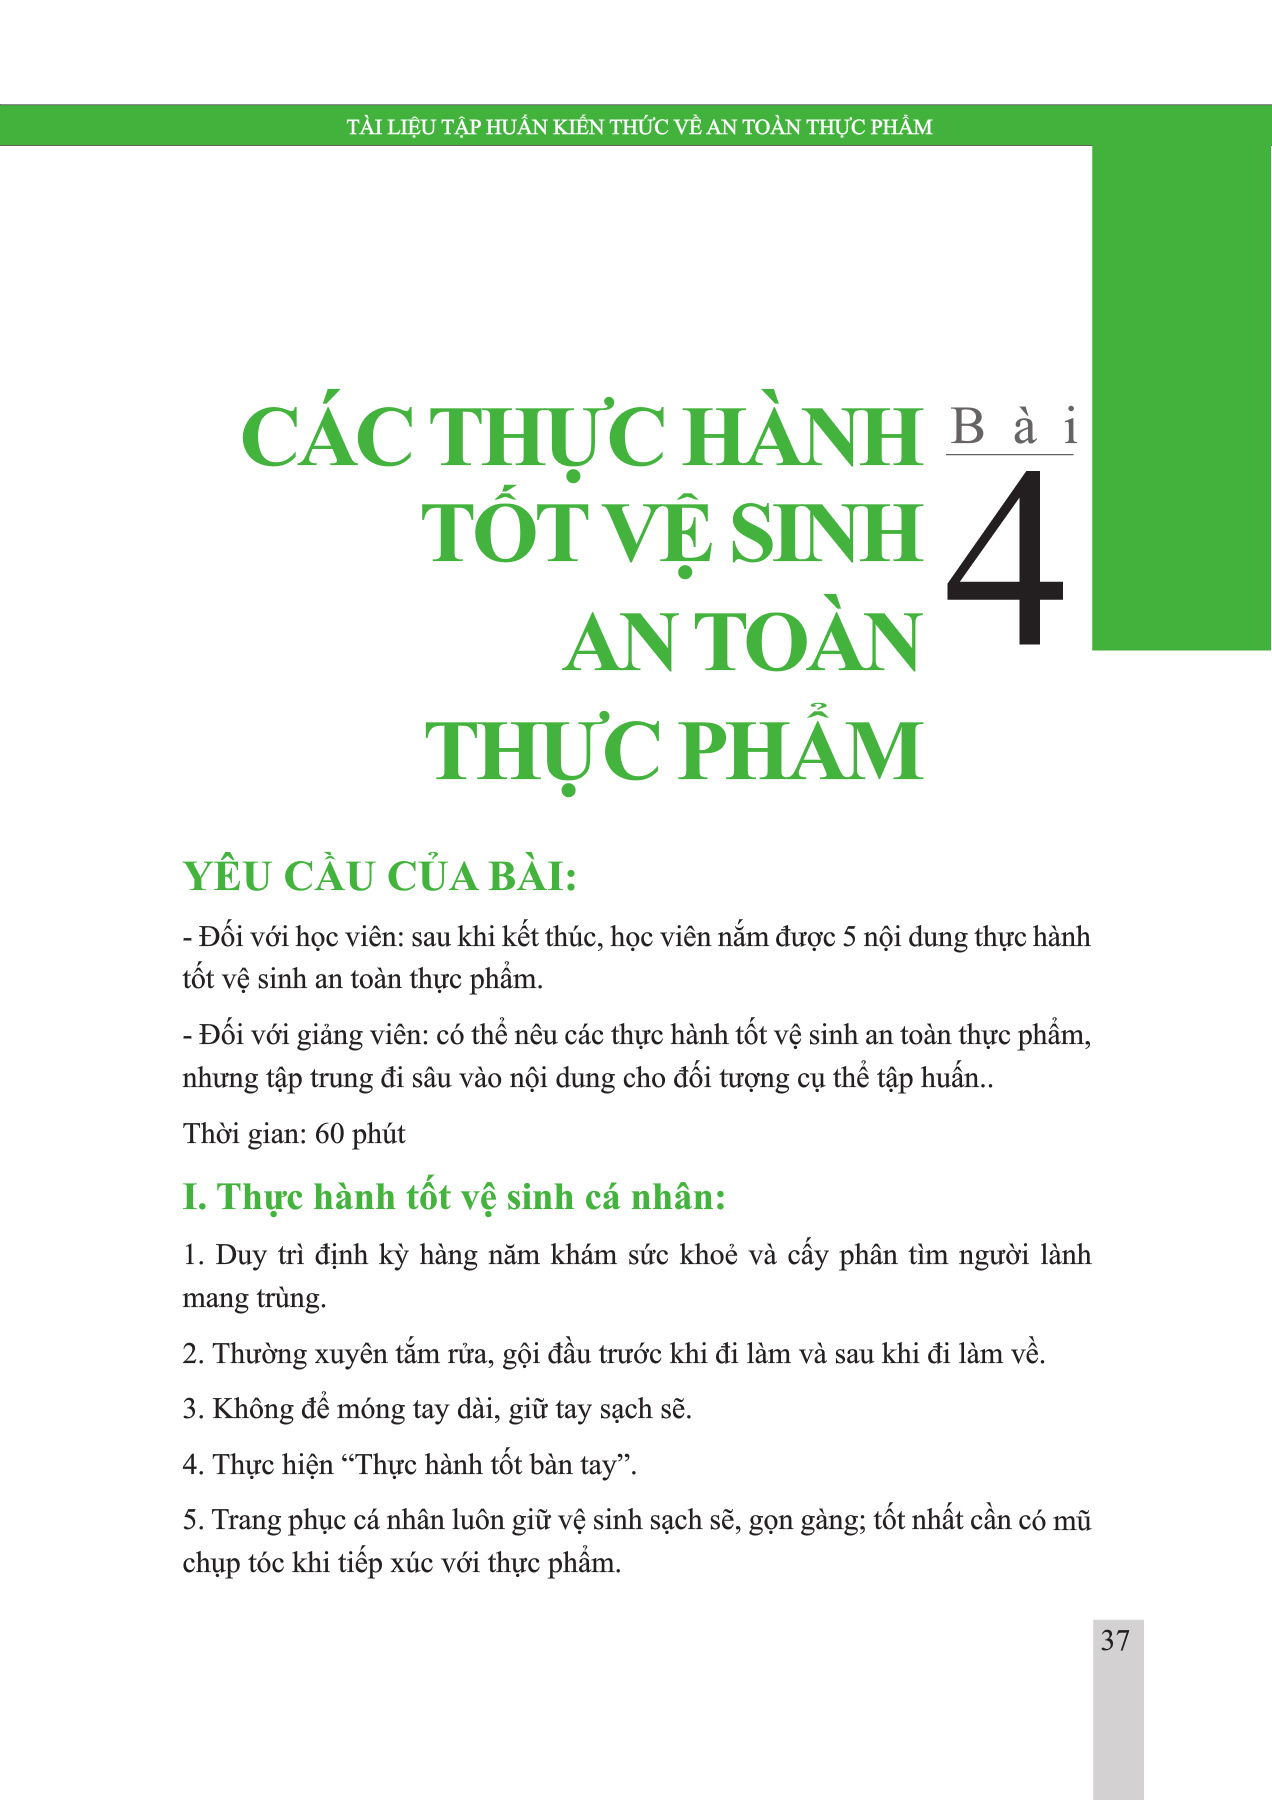 TÀI LIỆU TẬP HUẤN KIẾN THỨC VỀ AN TOÀN THỰC PHẨM
Bài
4
CÁC THỰC HÀNH
TỐT VỆ SINH
AN TOÀN
THỰC PHẨM
YÊU CẦU CỦA BÀI:
- Đối với học viên: sau khi kết thúc, học viên nắm được 5 nội dung thực hành
tốt vệ sinh an toàn thực phẩm.
- Đối với giảng viên: có thể nêu các thực hành tốt vệ sinh an toàn thực phẩm,
nhưng tập trung đi sâu vào nội dung cho đối tượng cụ thể tập huấn..
Thời gian: 60 phút
I. Thực hành tốt vệ sinh cá nhân:
1. Duy trì định kỳ hàng năm khám sức khoẻ và cấy phân tìm người lành
mang trùng.
2. Thường xuyên tắm rửa, gội đầu trước khi đi làm và sau khi đi làm về.
3. Không để móng tay dài, giữ tay sạch sẽ.
4. Thực hiện “Thực hành tốt bàn tay”.
5. Trang phục cá nhân luôn giữ vệ sinh sạch sẽ, gọn gàng; tốt nhất cần có mũ
chụp tóc khi tiếp xúc với thực phẩm.
37